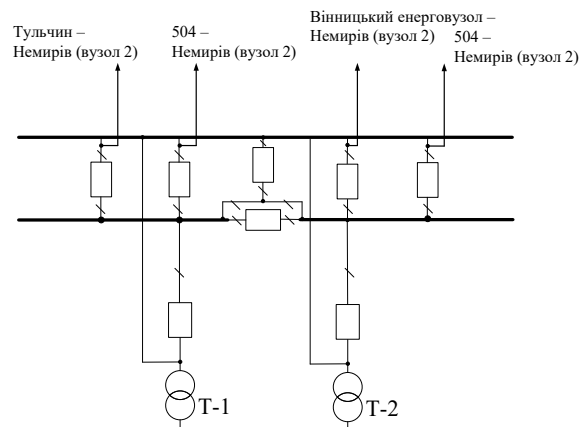 Тульчин –
Немирів (вузол 2)
504 –
Немирів (вузол 2)
Вінницький енерговузол –
Немирів (вузол 2)
504 –
Немирів (вузол 2)
Т-1
Т-2